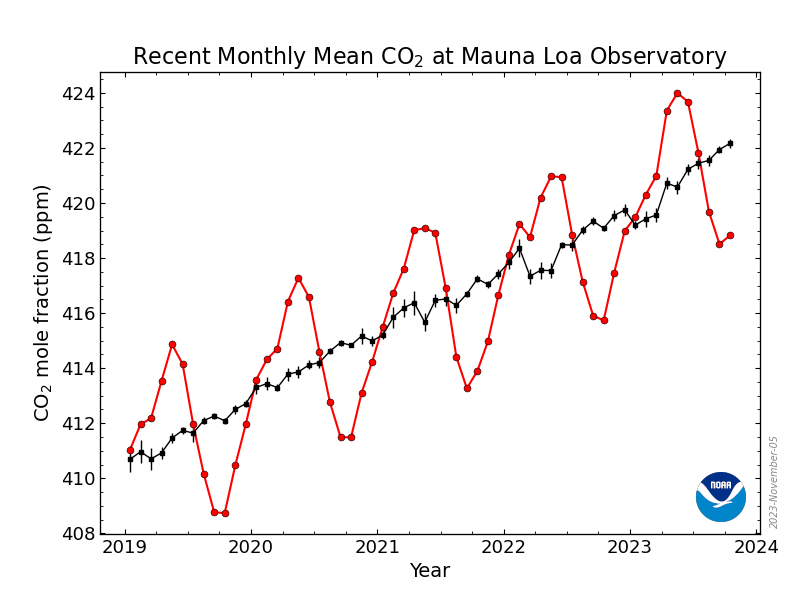 Recent Monthly Mean CO₂ at Mauna Loa Observatory
424
422
420
418
416
414
412
410
408
CO₂ mole fraction (ppm)
2019 2020 2021 2022 2023 2024
Year
NOAA
2023-November-05